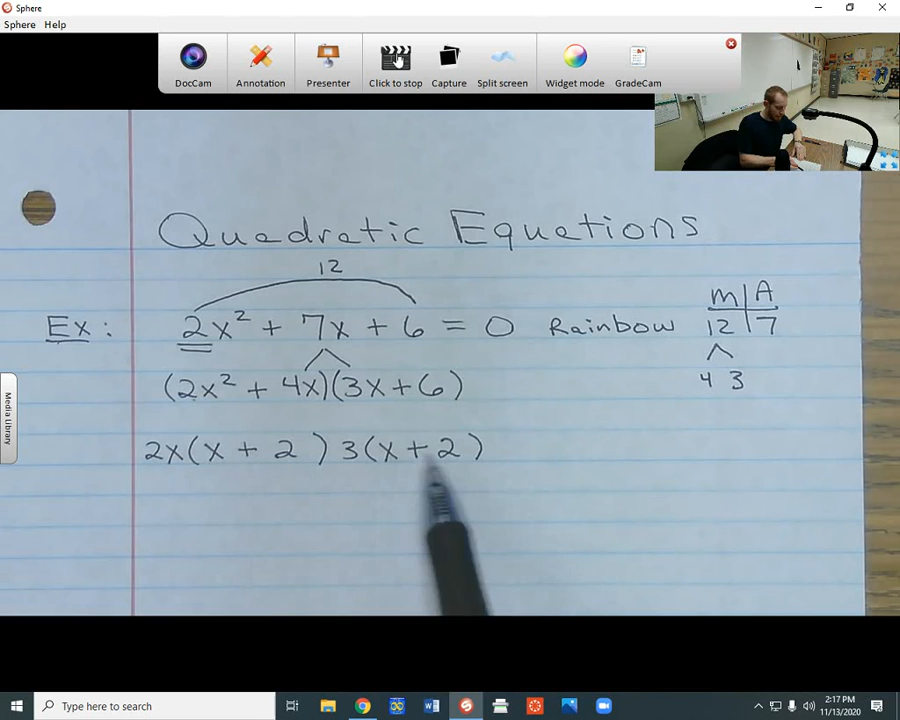 Sphere
Sphere Help
DocCam Annotation Presenter Click to stop Capture Split screen Widget mode GradeCam
Quadratic Equations
12
Ex: 2x² + 7x + 6 = 0 Rainbow
M A
12 7
4 3
(2x² + 4x)(3x+6)
2x(x + 2) 3(x+2)
Media Library
Type here to search
2:17 PM
11/13/2020